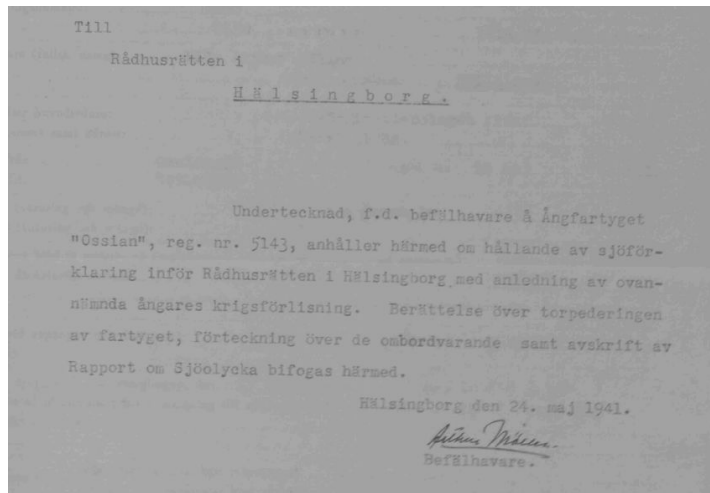 Till
Rådhusrätten i
Hälsingborg.
Undertecknad, f.d. befälhavare å ångfartyget
"Ossian", reg. nr. 5143, anhåller härmed om hållande av sjöför-
klaring inför Rådhusrätten i Hälsingborg med anledning av ovan-
nämnda ångares krigsförlisning. Berättelse över torpederingen
av fartyget, förteckning över de ombordvarande samt avskrift av
Rapport om Sjöolycka bifogas härmed.
Hälsingborg den 24. maj 1941.
Arthur
Befälhavare.